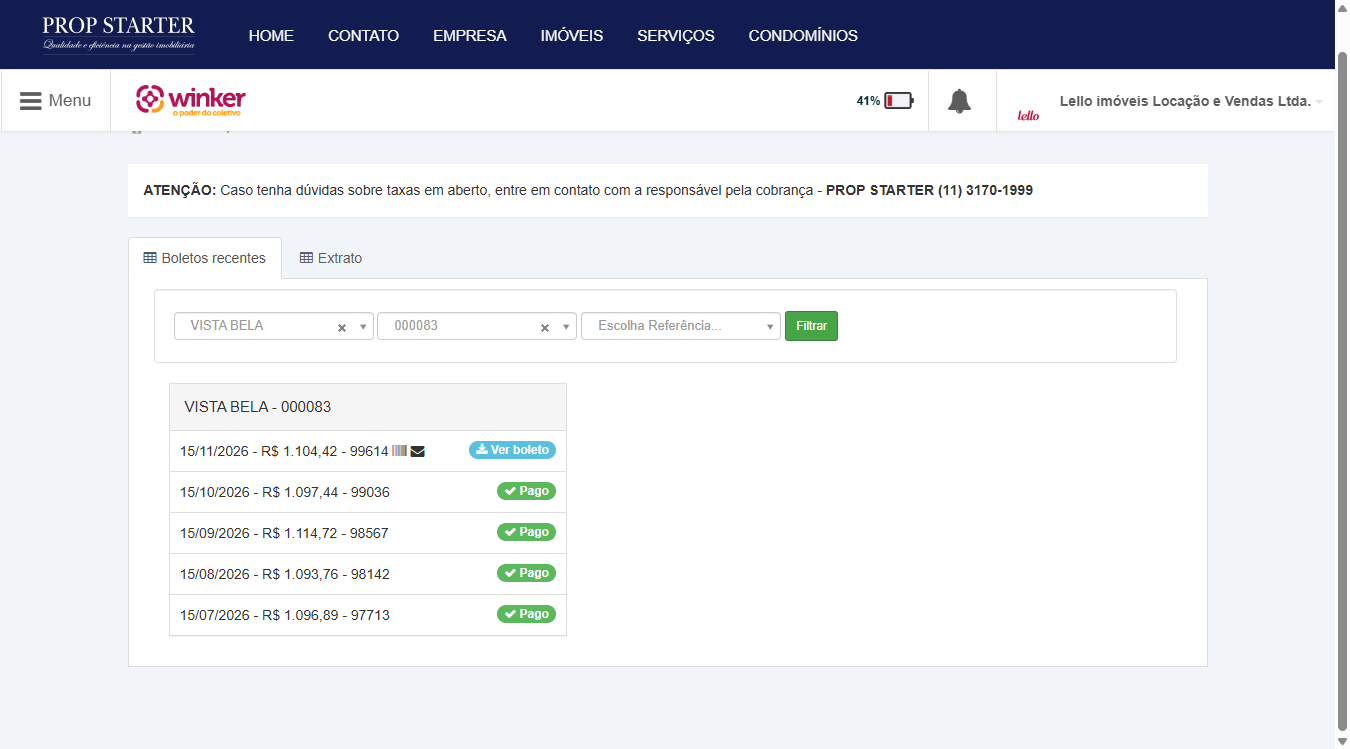 PROP STARTER
Qualidade e eficiência na gestão imobiliária
HOME CONTATO EMPRESA IMÓVEIS SERVIÇOS CONDOMÍNIOS
Menu
winker
o poder do coletivo
41%
lello
Lello imóveis Locação e Vendas Ltda.
ATENÇÃO: Caso tenha dúvidas sobre taxas em aberto, entre em contato com a responsável pela cobrança - PROP STARTER (11) 3170-1999
Boletos recentes
Extrato
VISTA BELA
000083
Escolha Referência...
Filtrar
VISTA BELA - 000083
15/11/2026 - R$ 1.104,42 - 99614 Ver boleto
15/10/2026 - R$ 1.097,44 - 99036 Pago
15/09/2026 - R$ 1.114,72 - 98567 Pago
15/08/2026 - R$ 1.093,76 - 98142 Pago
15/07/2026 - R$ 1.096,89 - 97713 Pago